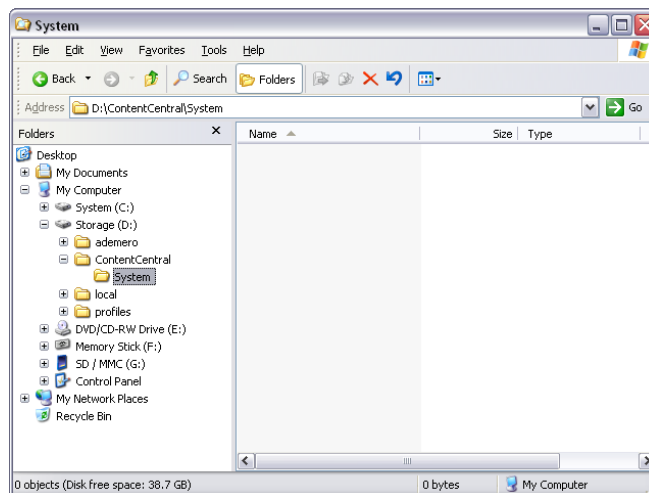 System
File Edit View Favorites Tools Help
Back Search Folders
Address D:\ContentCentral\System Go
Folders x Name Size Type
Desktop
My Documents
My Computer
System (C:)
Storage (D:)
ademero
ContentCentral
System
local
profiles
DVD/CD-RW Drive (E:)
Memory Stick (F:)
SD / MMC (G:)
Control Panel
My Network Places
Recycle Bin
0 objects (Disk free space: 38.7 GB) 0 bytes My Computer